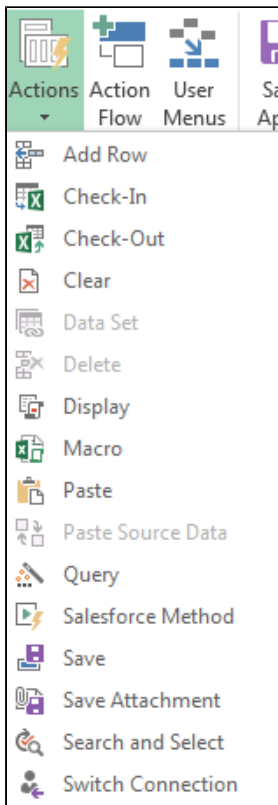 Actions Action User
Flow Menus
Add Row
Check-In
Check-Out
Clear
Data Set
Delete
Display
Macro
Paste
Paste Source Data
Query
Salesforce Method
Save
Save Attachment
Search and Select
Switch Connection